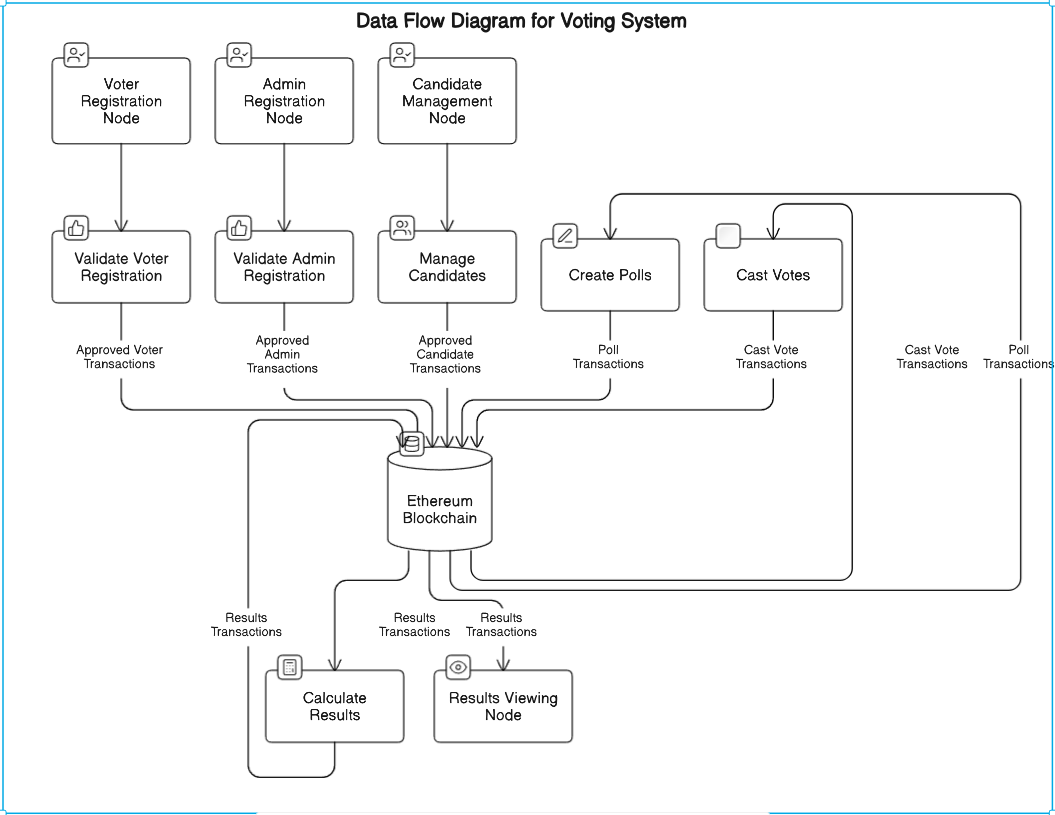 Data Flow Diagram for Voting System
Voter
Registration
Node
Admin
Registration
Node
Candidate
Management
Node
Validate Voter
Registration
Validate Admin
Registration
Manage
Candidates
Create Polls
Cast Votes
Approved Voter
Transactions
Approved
Admin
Transactions
Approved
Candidate
Transactions
Poll
Transactions
Cast Vote
Transactions
Cast Vote
Transactions
Poll
Transactions
Ethereum
Blockchain
Results
Transactions
Results
Transactions
Results
Transactions
Calculate
Results
Results Viewing
Node